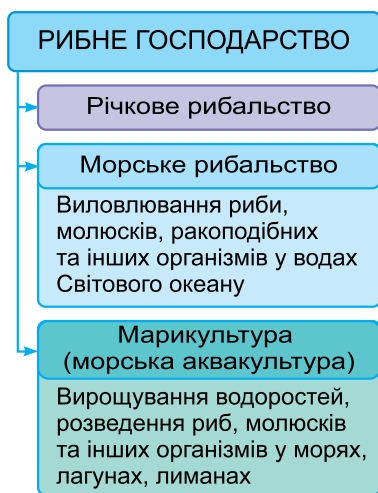 РИБНЕ ГОСПОДАРСТВО
Річкове рибальство
Морське рибальство
Виловлювання риби,
молюсків, ракоподібних
та інших організмів у водах
Світового океану
Марикультура
(морська аквакультура)
Вирощування водоростей,
розведення риб, молюсків
та інших організмів у морях,
лагунах, лиманах